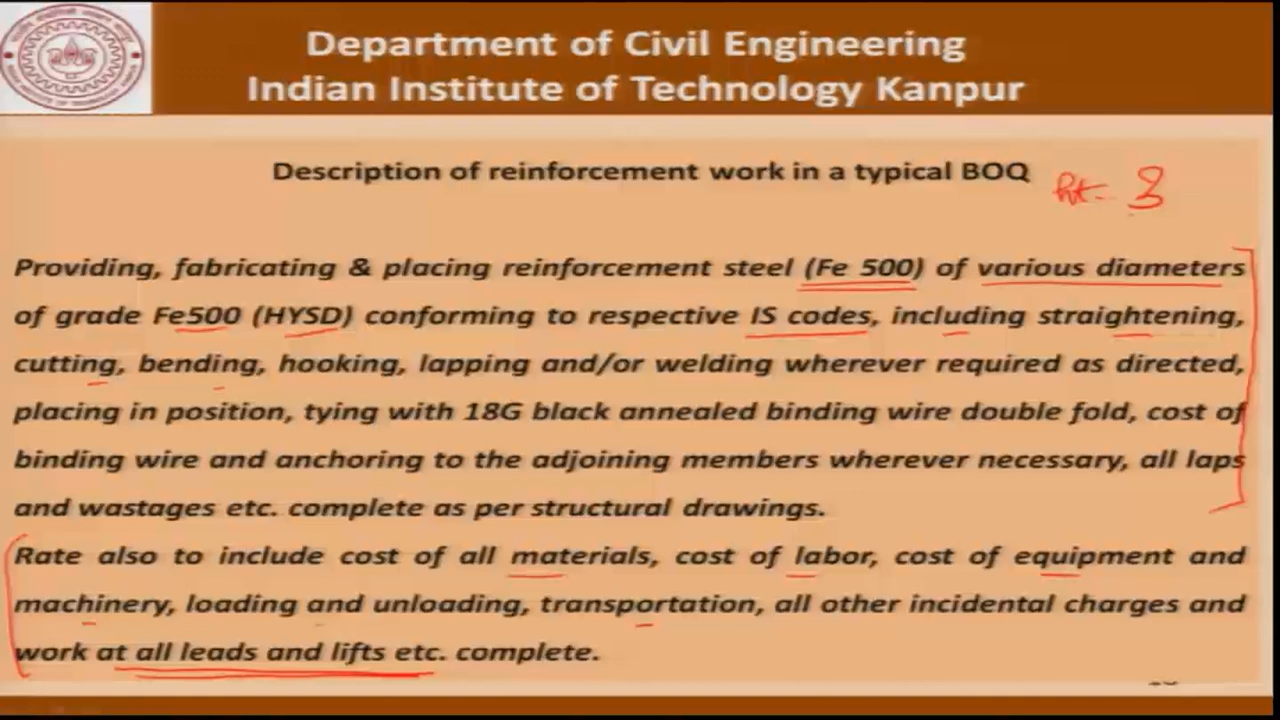 Department of Civil Engineering
Indian Institute of Technology Kanpur
Description of reinforcement work in a typical BOQ
3
Providing, fabricating & placing reinforcement steel (Fe 500) of various diameters
of grade Fe500 (HYSD) conforming to respective IS codes, including straightening,
cutting, bending, hooking, lapping and/or welding wherever required as directed,
placing in position, tying with 18G black annealed binding wire double fold, cost of
binding wire and anchoring to the adjoining members wherever necessary, all laps
and wastages etc. complete as per structural drawings.
Rate also to include cost of all materials, cost of labor, cost of equipment and
machinery, loading and unloading, transportation, all other incidental charges and
work at all leads and lifts etc. complete.